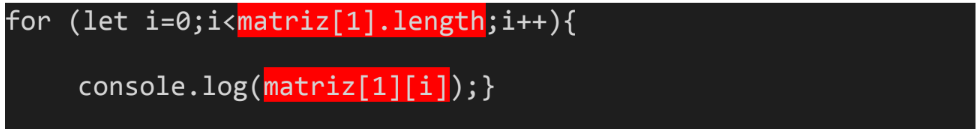 for (let i=0;i<matriz[1].length;i++){
console.log(matriz[1][i]);}